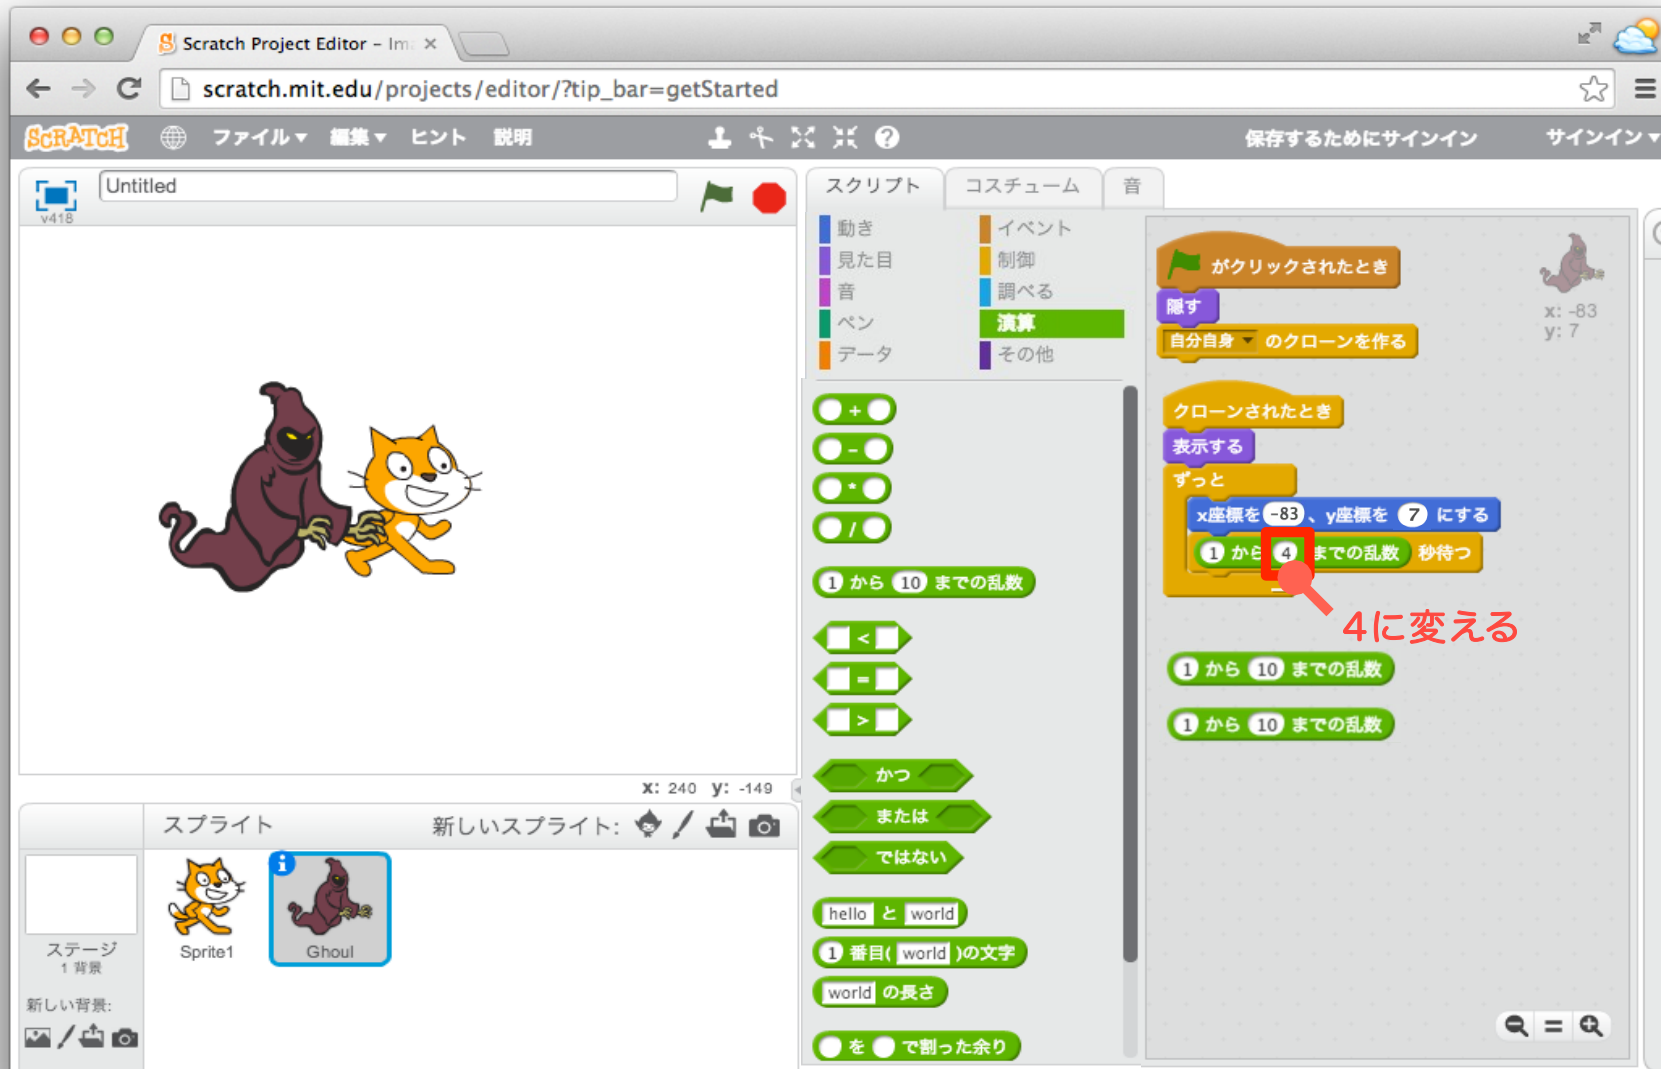 Scratch Project Editor – Im
scratch.mit.edu/projects/editor/?tip_bar=getStarted
SCRATCH ファイル▼ 編集▼ ヒント 説明 保存するためにサインイン サインイン▼
Untitled
v418
スクリプト コスチューム 音
動き イベント
見た目 制御
音 調べる
ペン 演算
データ その他
+
-
*
/
1 から 10 までの乱数
<
=
>
かつ
または
ではない
hello と world
1 番目( world )の文字
world の長さ
を で割った余り
がクリックされたとき
隠す
自分自身 のクローンを作る
x: -83
y: 7
クローンされたとき
表示する
ずっと
x座標を -83 、y座標を 7 にする
1 から 4 までの乱数 秒待つ
4に変える
1 から 10 までの乱数
1 から 10 までの乱数
x: 240 y: -149
スプライト 新しいスプライト:
Sprite1
Ghoul
ステージ
1 背景
新しい背景: